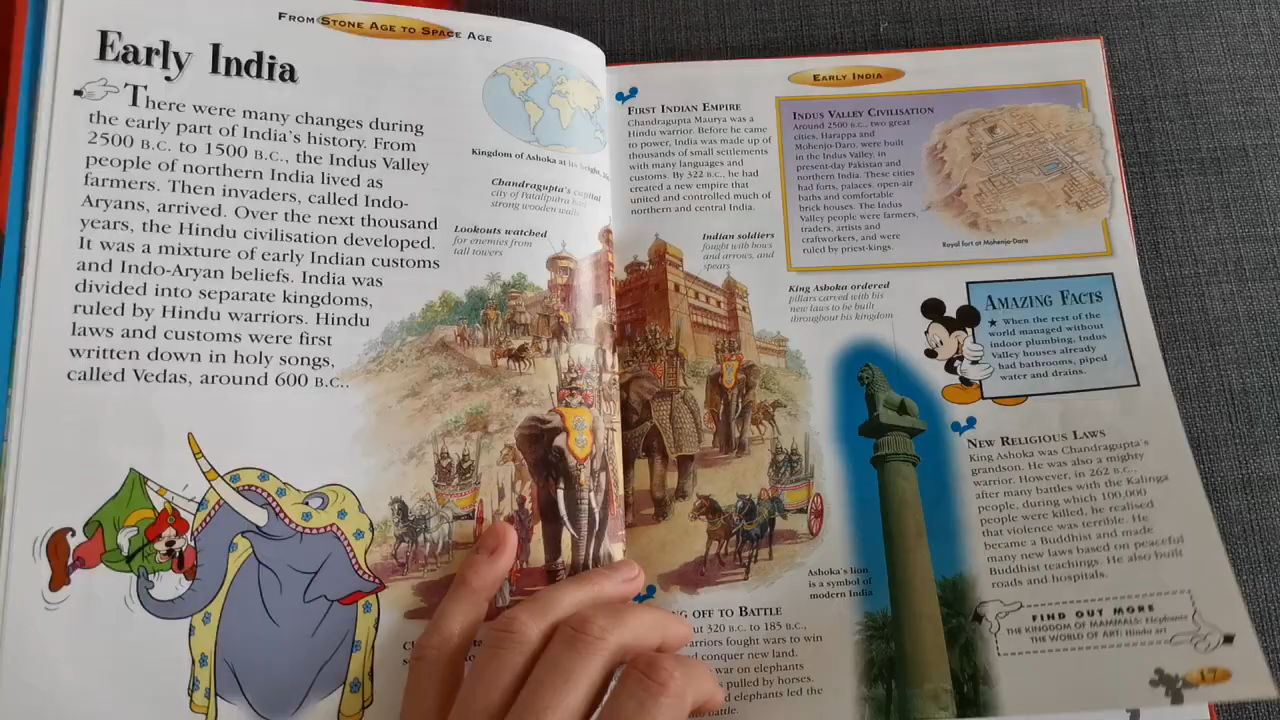 FROM STONE AGE TO SPACE AGE
Early India
There were many changes during
the early part of India's history. From
2500 B.C. to 1500 B.C., the Indus Valley
people of northern India lived as
farmers. Then invaders, called Indo-
Aryans, arrived. Over the next thousand
years, the Hindu civilisation developed.
It was a mixture of early Indian customs
and Indo-Aryan beliefs. India was
divided into separate kingdoms,
ruled by Hindu warriors. Hindu
laws and customs were first
written down in holy songs,
called Vedas, around 600 B.C..
Kingdom of Ashoka at its height,
Chandragupta's capital
city of Pataliputra had
strong wooden walls
Lookouts watched
for enemies from
tall towers
EARLY INDIA
FIRST INDIAN EMPIRE
Chandragupta Maurya was a
Hindu warrior. Before he came
to power, India was made up of
thousands of small settlements
with many languages and
customs. By 322 B.C., he had
created a new empire that
united and controlled much of
northern and central India.
Indian soldiers
fought with bows
and arrows, and
spears
INDUS VALLEY CIVILISATION
Around 2500 B.C., two great
cities, Harappa and
Mohenjo-Daro, were built
in the Indus Valley, in
present-day Pakistan and
northern India. These cities
had forts, palaces, open-air
baths and comfortable
brick houses. The Indus
Valley people were farmers,
traders, artists and
craftworkers, and were
ruled by priest-kings.
Royal fort at Mohenjo-Daro
King Ashoka ordered
pillars carved with his
new laws to be built
throughout his kingdom
AMAZING FACTS
★ When the rest of the
world managed without
indoor plumbing, Indus
Valley houses already
had bathrooms, piped
water and drains.
NEW RELIGIOUS LAWS
King Ashoka was Chandragupta's
grandson. He was also a mighty
warrior. However, in 262 B.C.,
after many battles with the Kalinga
people, during which 100,000
people were killed, he realised
that violence was terrible. He
became a Buddhist and made
many new laws based on peaceful
Buddhist teachings. He also built
roads and hospitals.
Ashoka's lion
is a symbol of
modern India
OFF TO BATTLE
320 B.C. to 185 B.C.,
warriors fought wars to win
conquer new land.
war on elephants
pulled by horses.
elephants led the
battle.
FIND OUT MORE
THE KINGDOM OF MAMMALS: Elephants
THE WORLD OF ART: Hindu art
17